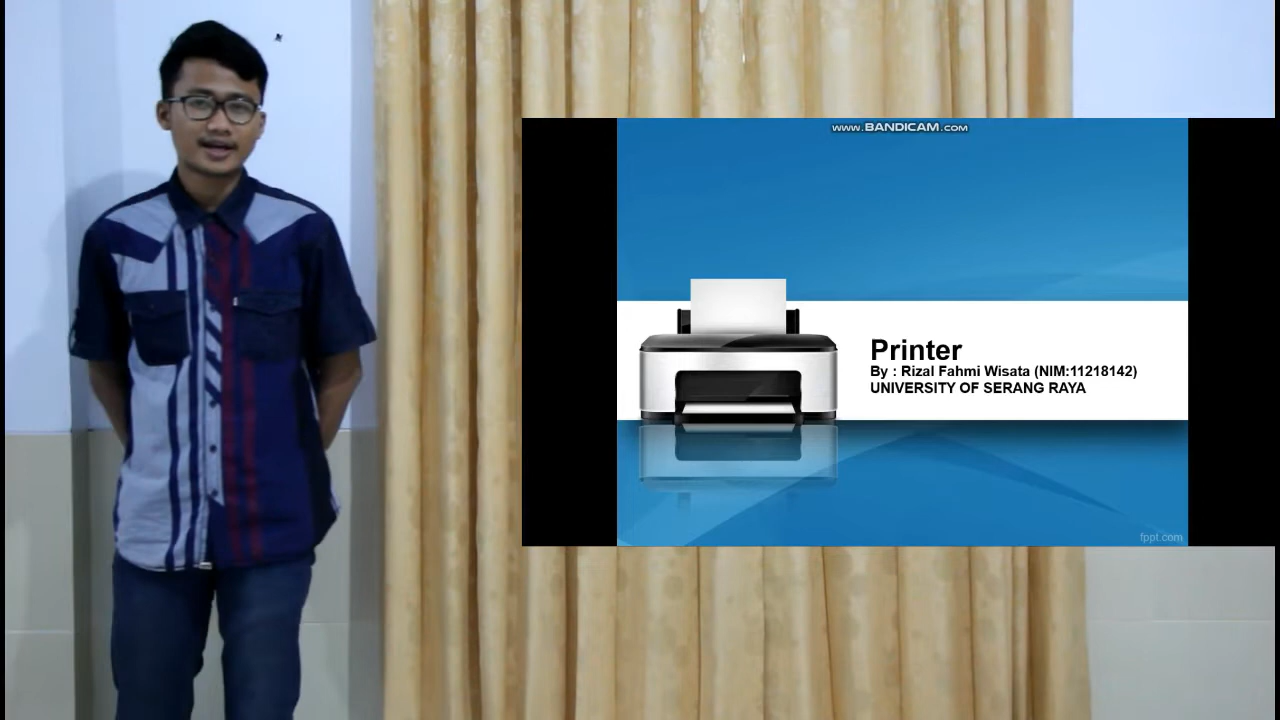 www.BANDICAM.com
Printer
By : Rizal Fahmi Wisata (NIM:11218142)
UNIVERSITY OF SERANG RAYA
fppt.com